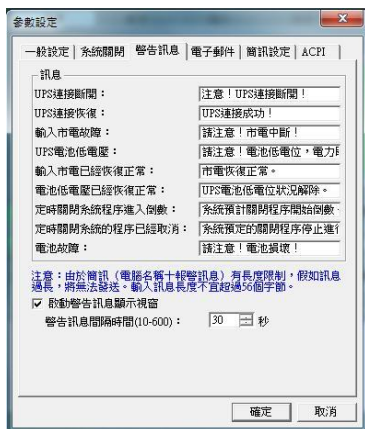 參數設定
一般設定 系統關閉 警告訊息 電子郵件 簡訊設定 ACPI
訊息
UPS連接斷開： 注意！UPS連接斷開！
UPS連接恢復： UPS連接成功！
輸入市電故障： 請注意！市電中斷！
UPS電池低電壓： 請注意！電池低電位，電力
輸入市電已經恢復正常： 市電恢復正常。
電池低電壓已經恢復正常： UPS電池低電位狀況解除。
定時關閉系統程序進入倒數： 系統預計關閉程序開始倒數
定時關閉系統的程序已經取消： 系統預定的關閉程序停止進行
電池故障： 請注意！電池損壞！
注意：由於簡訊（電腦名稱十報警訊息）有長度限制，假如訊息
過長，將無法發送。輸入訊息長度不宜超過56個字節。
啟動警告訊息顯示視窗
警告訊息間隔時間(10-600)： 30 秒
確定 取消